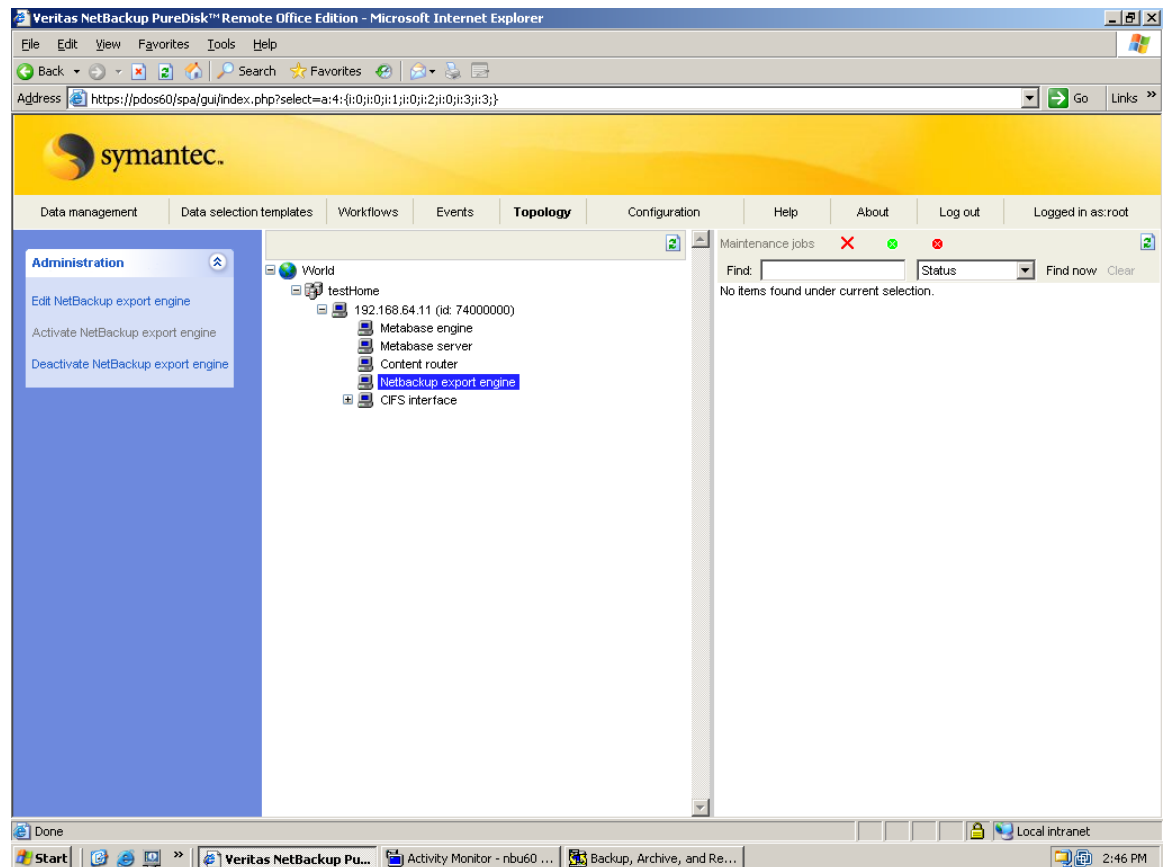 Veritas NetBackup PureDisk™ Remote Office Edition - Microsoft Internet Explorer
File Edit View Favorites Tools Help
Back Search Favorites
Address https://pdos60/spa/gui/index.php?select=a:4:{i:0;i:0;i:1;i:0;i:2;i:0;i:3;i:3;} Go Links »
symantec.
Data management Data selection templates Workflows Events Topology Configuration Help About Log out Logged in as:root
Administration
Edit NetBackup export engine
Activate NetBackup export engine
Deactivate NetBackup export engine
World
testHome
192.168.64.11 (id: 74000000)
Metabase engine
Metabase server
Content router
Netbackup export engine
CIFS interface
Maintenance jobs
Find: Status Find now Clear
No items found under current selection.
Done Local intranet
Start » Veritas NetBackup Pu... Activity Monitor - nbu60 ... Backup, Archive, and Re... 2:46 PM